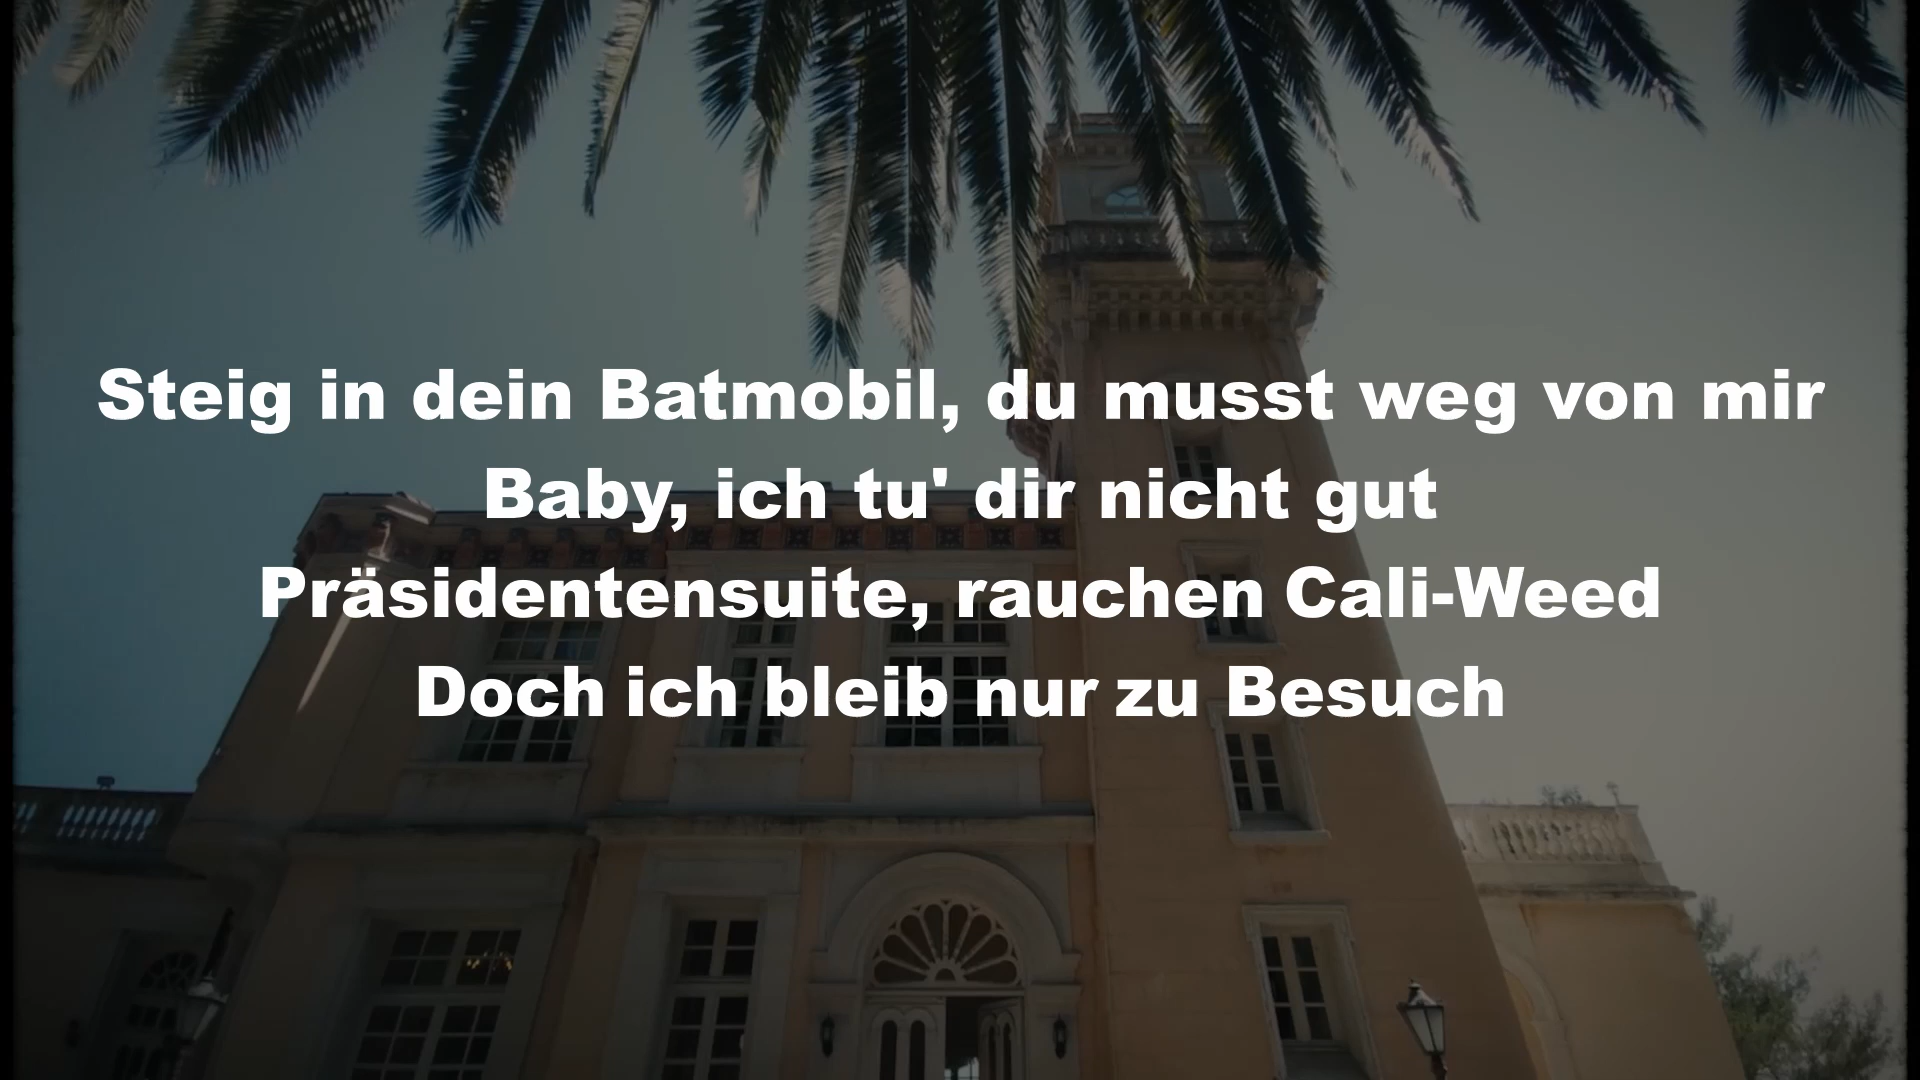 Steig in dein Batmobil, du musst weg von mir
Baby, ich tu' dir nicht gut
Präsidentensuite, rauchen Cali-Weed
Doch ich bleib nur zu Besuch